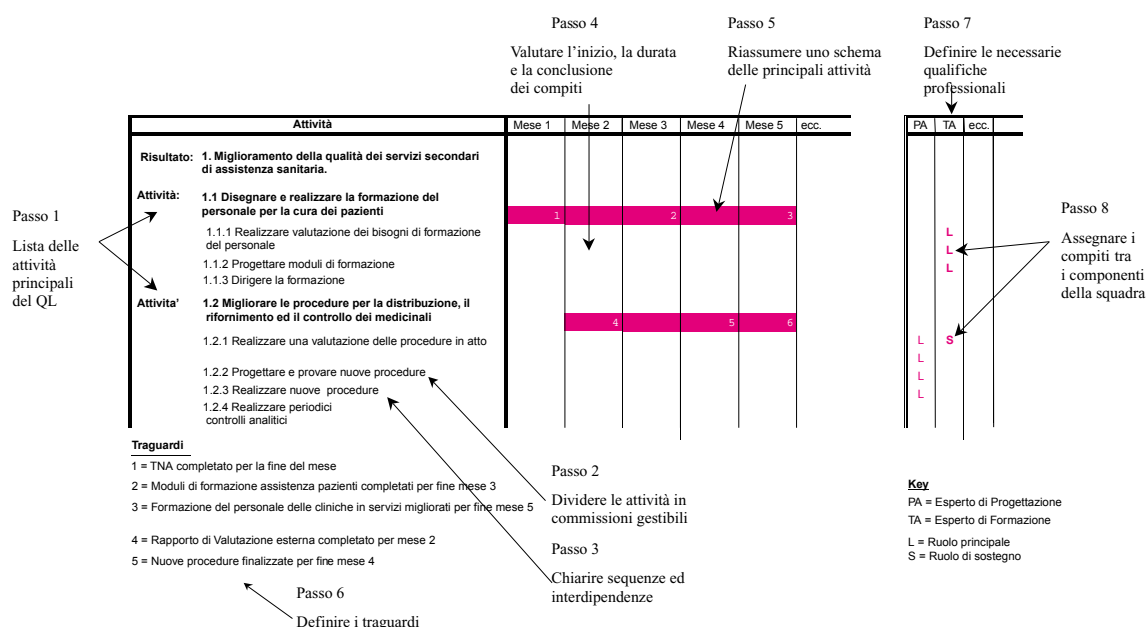 Passo 4
Valutare l'inizio, la durata
e la conclusione
dei compiti
Passo 5
Riassumere uno schema
delle principali attività
Passo 7
Definire le necessarie
qualifiche
professionali
Attività
Mese 1
Mese 2
Mese 3
Mese 4
Mese 5
ecc.
PA
TA
ecc.
Risultato: 1. Miglioramento della qualità dei servizi secondari
di assistenza sanitaria.
Attività: 1.1 Disegnare e realizzare la formazione del
personale per la cura dei pazienti
1
2
3
1.1.1 Realizzare valutazione dei bisogni di formazione
del personale
L
1.1.2 Progettare moduli di formazione
L
1.1.3 Dirigere la formazione
L
Attivita' 1.2 Migliorare le procedure per la distribuzione, il
rifornimento ed il controllo dei medicinali
4
5
6
1.2.1 Realizzare una valutazione delle procedure in atto
L
S
1.2.2 Progettare e provare nuove procedure
L
1.2.3 Realizzare nuove procedure
L
1.2.4 Realizzare periodici
controlli analitici
L
Passo 1
Lista delle
attività
principali
del QL
Passo 8
Assegnare i
compiti tra
i componenti
della squadra
Traguardi
1 = TNA completato per la fine del mese
2 = Moduli di formazione assistenza pazienti completati per fine mese 3
3 = Formazione del personale delle cliniche in servizi migliorati per fine mese 5
4 = Rapporto di Valutazione esterna completato per mese 2
5 = Nuove procedure finalizzate per fine mese 4
Passo 2
Dividere le attività in
commissioni gestibili
Passo 3
Chiarire sequenze ed
interdipendenze
Passo 6
Definire i traguardi
Key
PA = Esperto di Progettazione
TA = Esperto di Formazione
L = Ruolo principale
S = Ruolo di sostegno